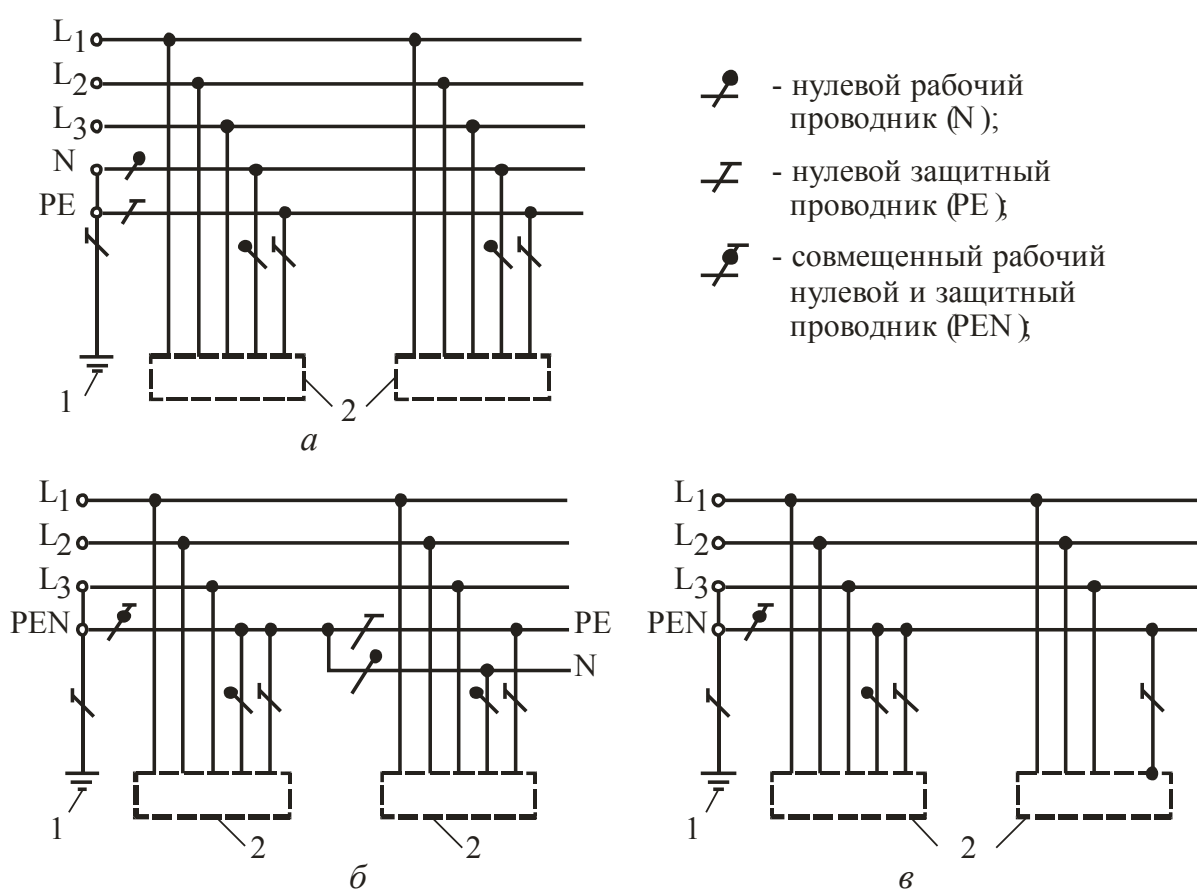 L1
L2
L3
N
PE
1
2
а
- нулевой рабочий
проводник (N);
- нулевой защитный
проводник (PE);
- совмещенный рабочий
нулевой и защитный
проводник (PEN);
L1
L2
L3
PEN
PE
N
1
2
2
б
L1
L2
L3
PEN
1
2
в